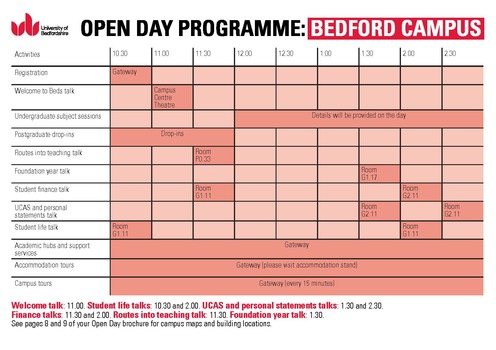 University of
Bedfordshire
OPEN DAY PROGRAMME: BEDFORD CAMPUS
Activities 10.30 11.00 11.30 12.00 12.30 1.00 1.30 2.00 2.30
Registration Gateway
Welcome to Beds talk Campus
Centre
Theatre
Undergraduate subject sessions Details will be provided on the day
Postgraduate drop-ins Drop-ins
Routes into teaching talk Room
P0.33
Foundation year talk Room
G1.17
Student finance talk Room
G1.11
Room
G2.11
UCAS and personal
statements talk
Room
G2.11
Room
G2.11
Student life talk Room
G1.11
Room
G1.11
Academic hubs and support
services
Gateway
Accommodation tours Gateway (please visit accommodation stand)
Campus tours Gateway (every 15 minutes)
Welcome talk: 11.00. Student life talks: 10.30 and 2.00. UCAS and personal statements talks: 1.30 and 2.30.
Finance talks: 11.30 and 2.00. Routes into teaching talk: 11.30. Foundation year talk: 1.30.
See pages 8 and 9 of your Open Day brochure for campus maps and building locations.